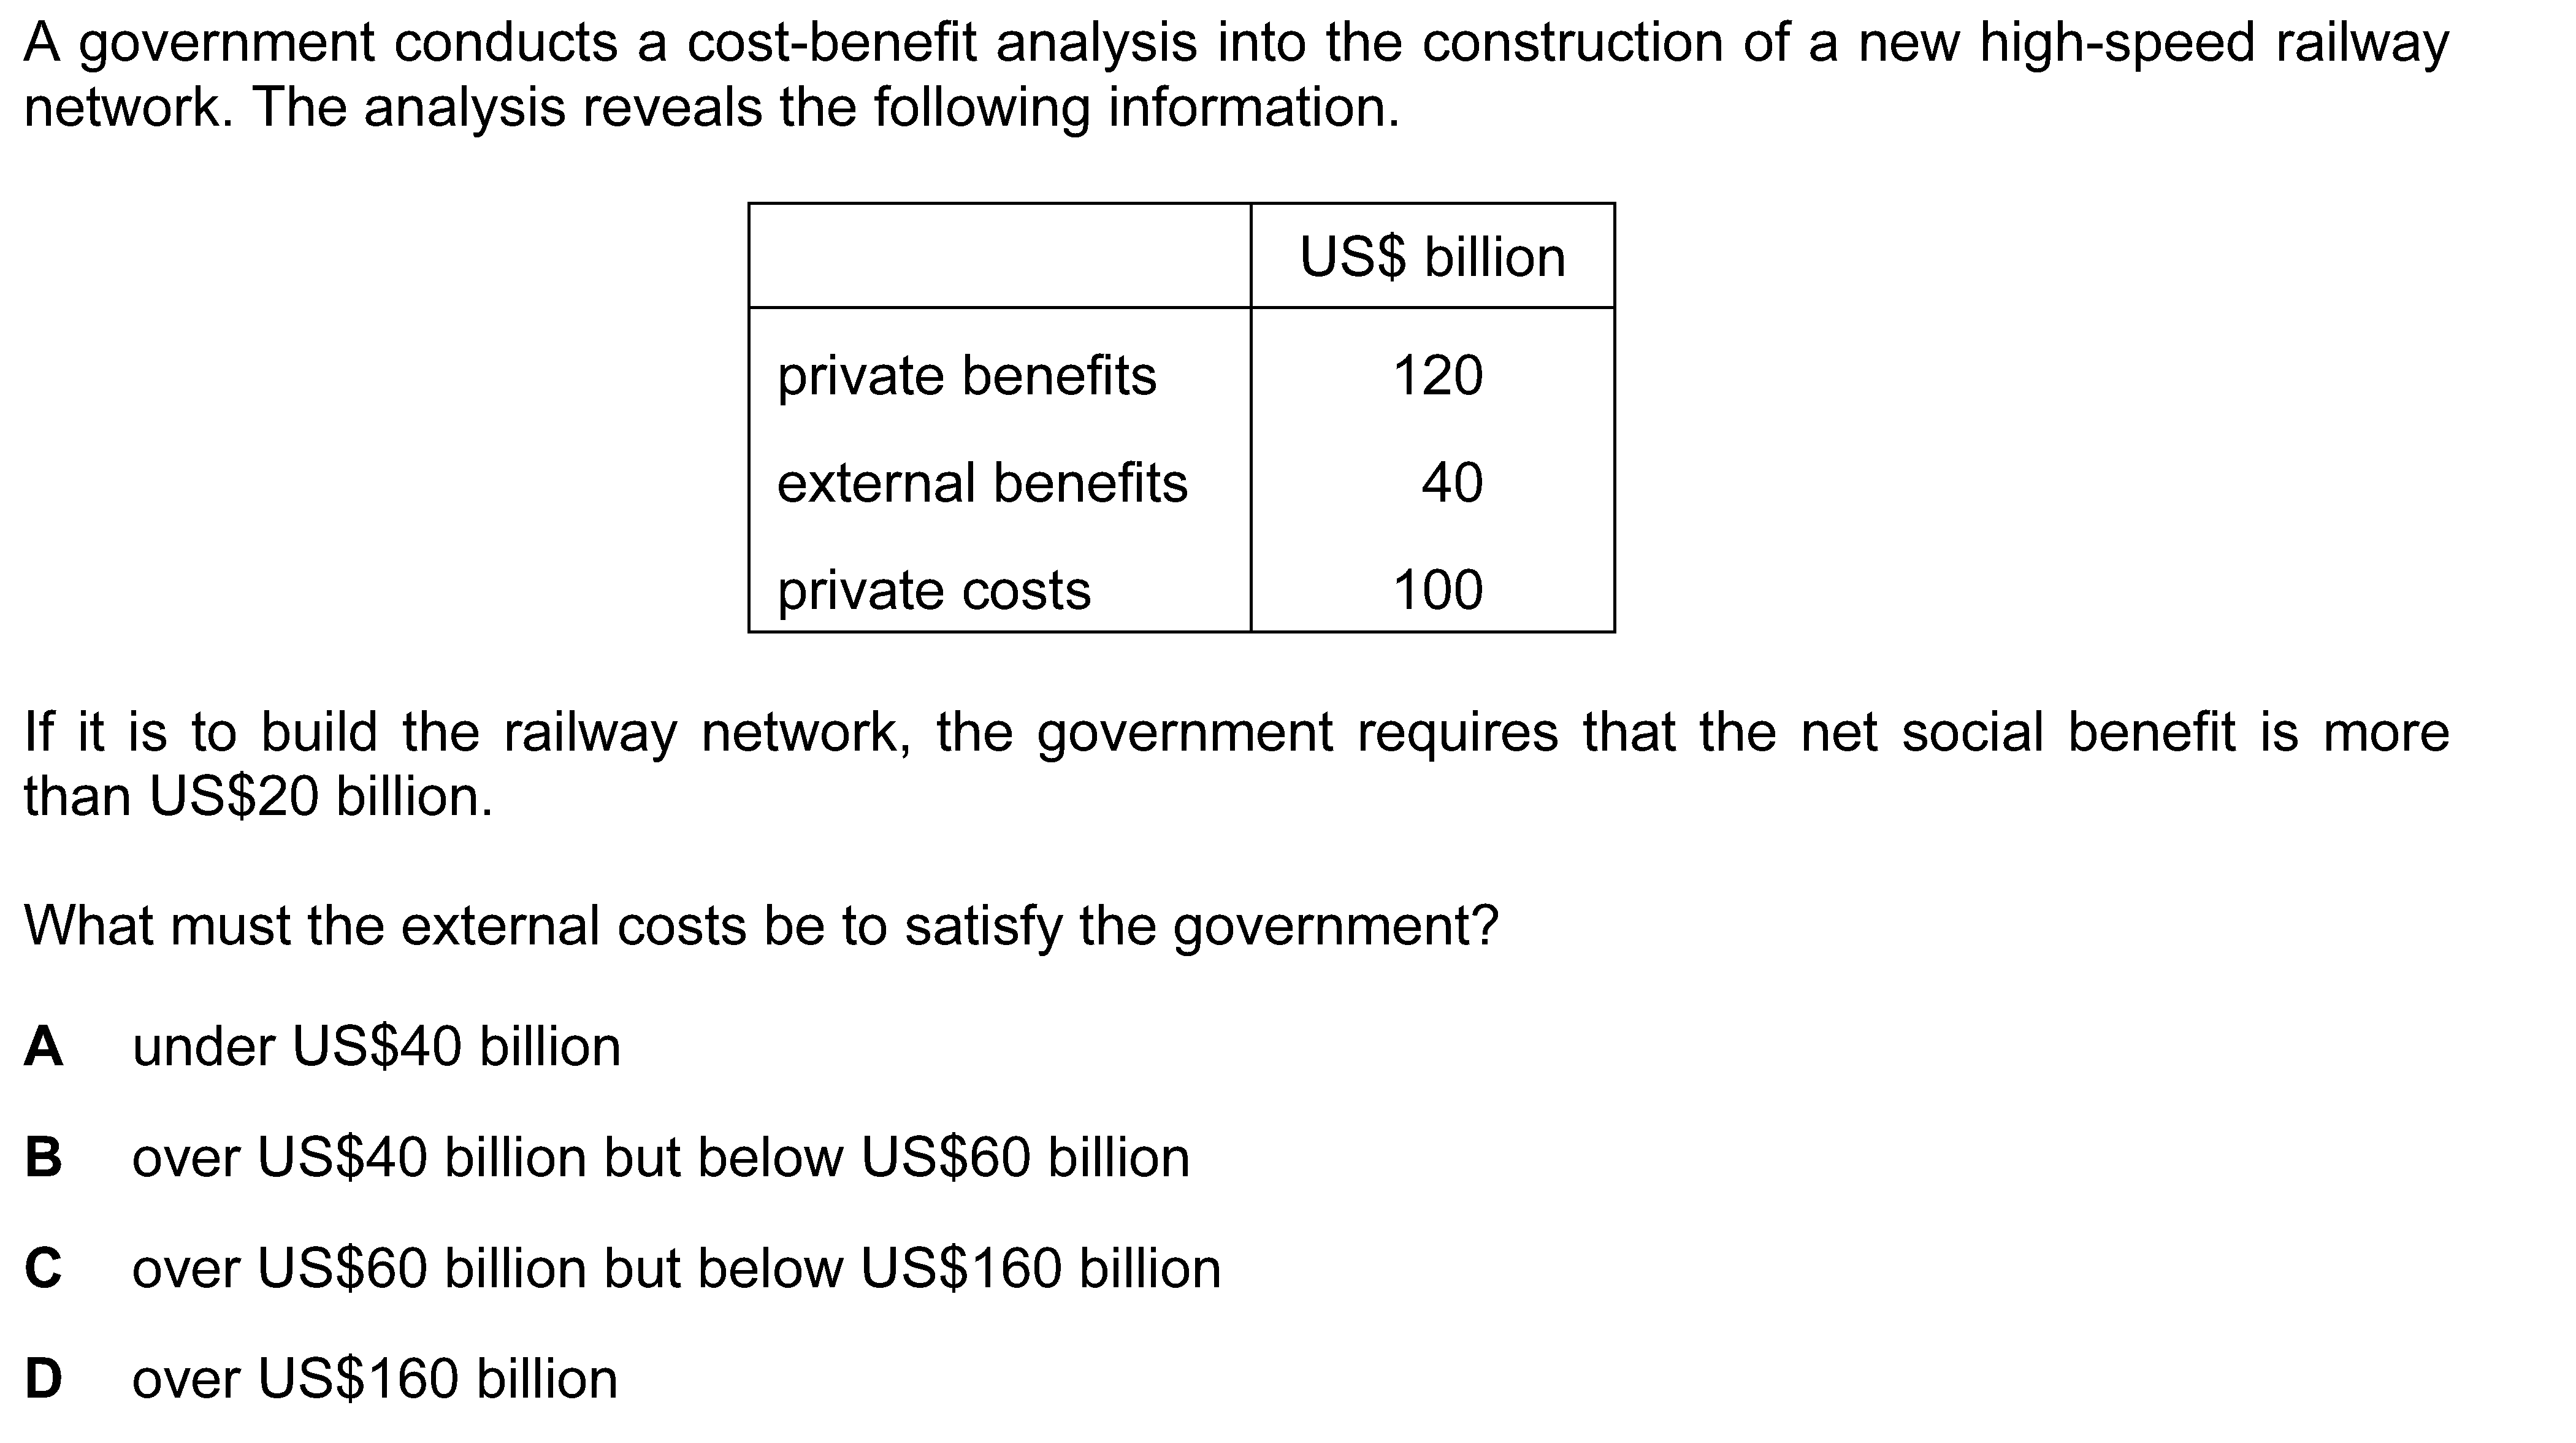 A government conducts a cost-benefit analysis into the construction of a new high-speed railway
network. The analysis reveals the following information.
US$ billion
private benefits 120
external benefits 40
private costs 100
If it is to build the railway network, the government requires that the net social benefit is more
than US$20 billion.
What must the external costs be to satisfy the government?
A under US$40 billion
B over US$40 billion but below US$60 billion
C over US$60 billion but below US$160 billion
D over US$160 billion